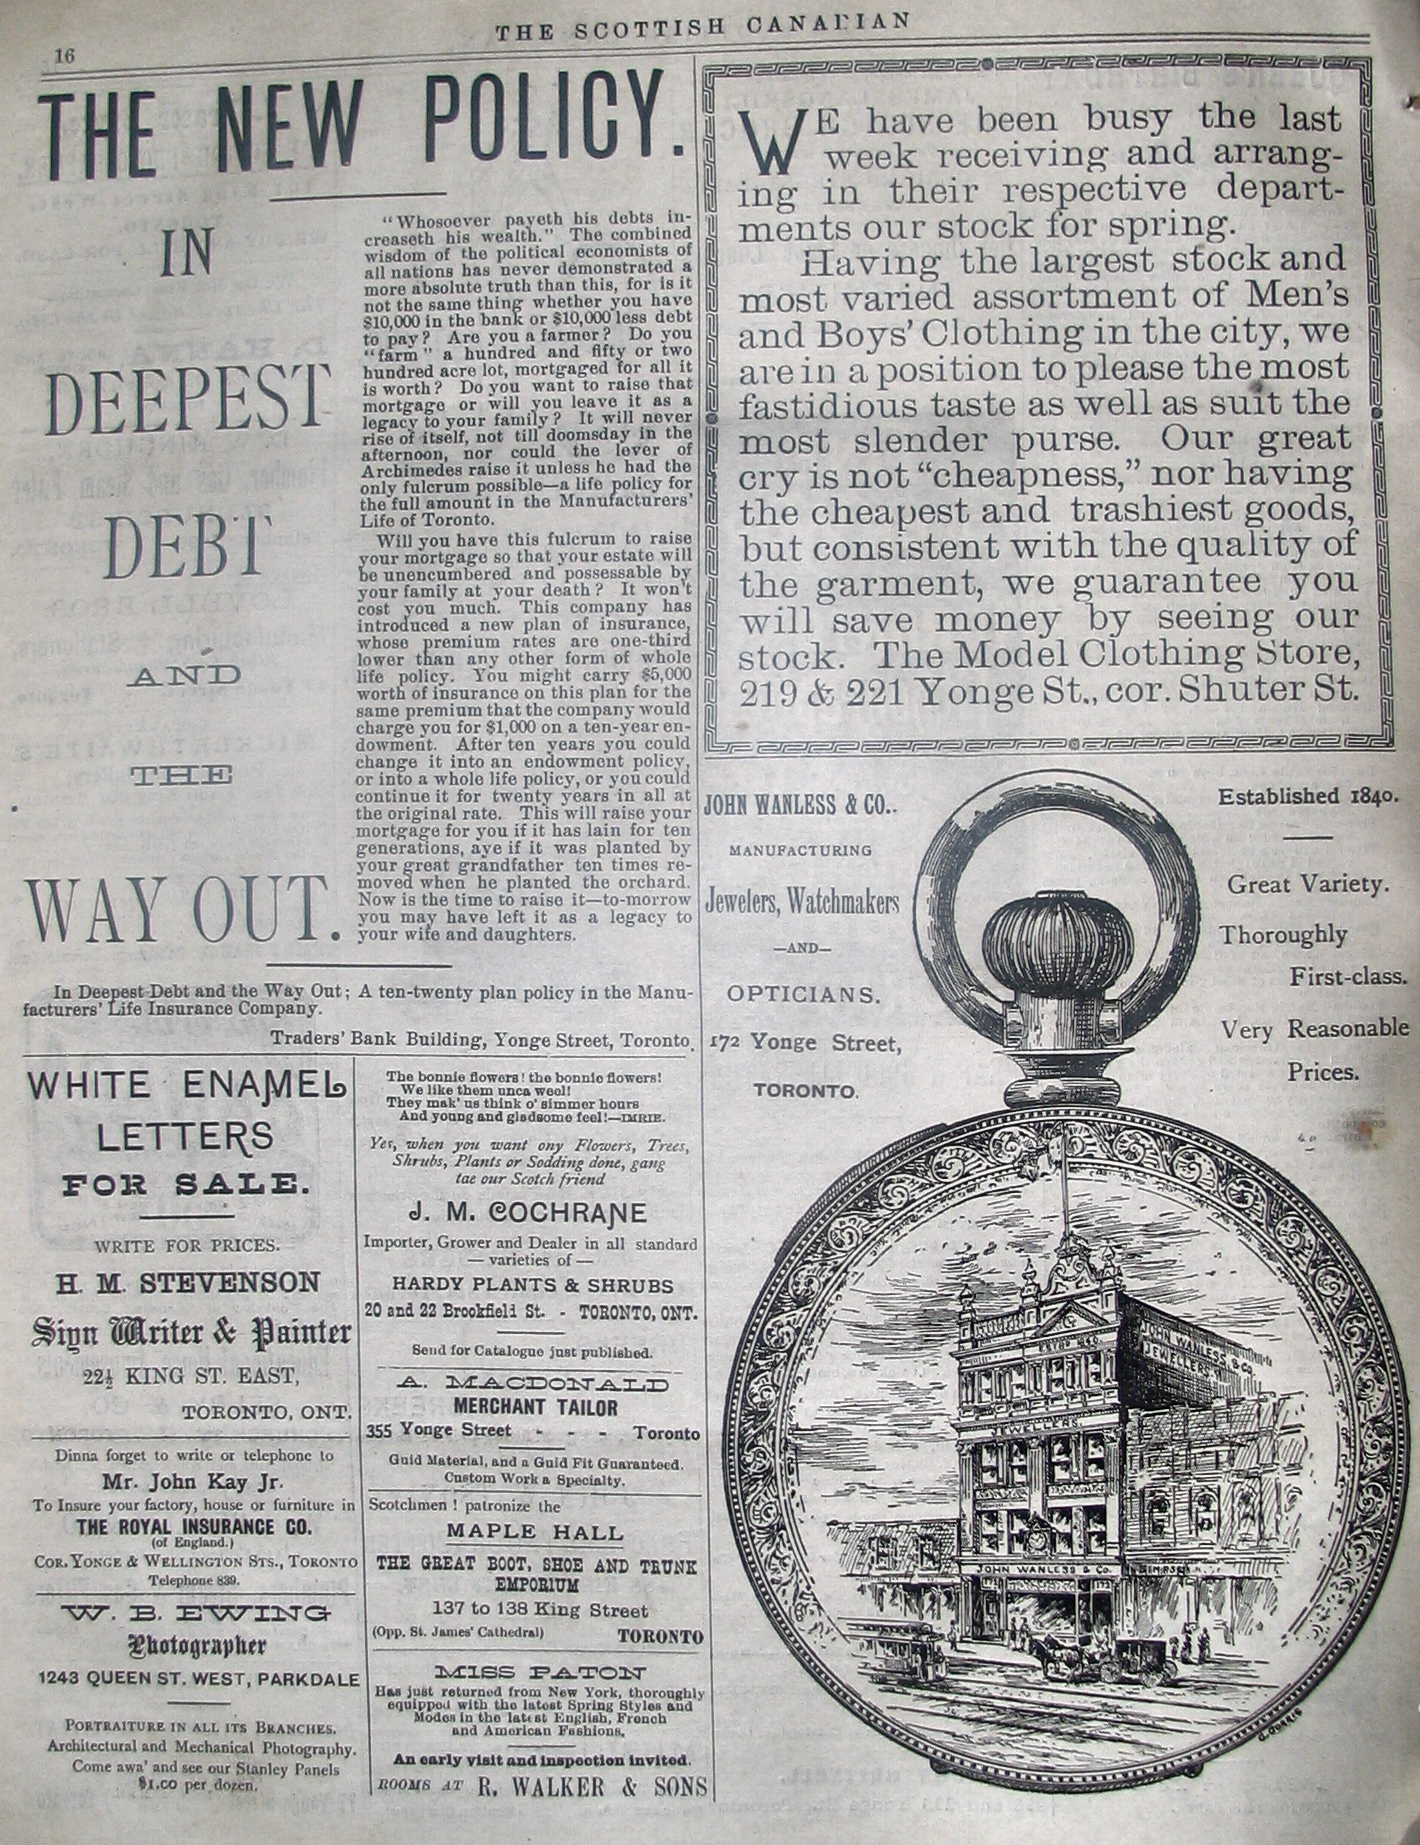 16
THE SCOTTISH CANADIAN
THE NEW POLICY.
IN
DEEPEST
DEBT
AND
THE
WAY OUT.
"Whosoever payeth his debts in-
creaseth his wealth." The combined
wisdom of the political economists of
all nations has never demonstrated a
more absolute truth than this, for is it
not the same thing whether you have
$10,000 in the bank or $10,000 less debt
to pay? Are you a farmer? Do you
"farm" a hundred and fifty or two
hundred acre lot, mortgaged for all it
is worth? Do you want to raise that
mortgage or will you leave it as a
legacy to your family? It will never
rise of itself, not till doomsday in the
afternoon, nor could the lever of
Archimedes raise it unless he had the
only fulcrum possible—a life policy for
the full amount in the Manufacturers'
Life of Toronto.
Will you have this fulcrum to raise
your mortgage so that your estate will
be unencumbered and possessable by
your family at your death? It won't
cost you much. This company has
introduced a new plan of insurance,
whose premium rates are one-third
lower than any other form of whole
life policy. You might carry $5,000
worth of insurance on this plan for the
same premium that the company would
charge you for $1,000 on a ten-year en-
dowment. After ten years you could
change it into an endowment policy,
or into a whole life policy, or you could
continue it for twenty years in all at
the original rate. This will raise your
mortgage for you if it has lain for ten
generations, aye if it was planted by
your great grandfather ten times re-
moved when he planted the orchard.
Now is the time to raise it—to-morrow
you may have left it as a legacy to
your wife and daughters.
In Deepest Debt and the Way Out; A ten-twenty plan policy in the Manu-
facturers' Life Insurance Company.
Traders' Bank Building, Yonge Street, Toronto.
WE have been busy the last
week receiving and arrang-
ing in their respective depart-
ments our stock for spring.
Having the largest stock and
most varied assortment of Men's
and Boys' Clothing in the city, we
are in a position to please the most
fastidious taste as well as suit the
most slender purse. Our great
cry is not "cheapness," nor having
the cheapest and trashiest goods,
but consistent with the quality of
the garment, we guarantee you
will save money by seeing our
stock. The Model Clothing Store,
219 & 221 Yonge St., cor. Shuter St.
JOHN WANLESS & CO..
MANUFACTURING
Jewelers, Watchmakers
—AND—
OPTICIANS.
172 Yonge Street,
TORONTO.
Established 1840.
Great Variety.
Thoroughly
First-class.
Very Reasonable
Prices.
ESTBD 1840.
JOHN WANLESS & CO
JEWELLERS
JEWELLERS
JOHN WANLESS & Co.
WHITE ENAMEL
LETTERS
FOR SALE.
WRITE FOR PRICES.
H. M. STEVENSON
Sign Writer & Painter
22½ KING ST. EAST,
TORONTO, ONT.
Dinna forget to write or telephone to
Mr. John Kay Jr.
To Insure your factory, house or furniture in
THE ROYAL INSURANCE CO.
(of England.)
COR. YONGE & WELLINGTON STS., TORONTO
Telephone 839.
W. B. EWING
Photographer
1243 QUEEN ST. WEST, PARKDALE
PORTRAITURE IN ALL ITS BRANCHES.
Architectural and Mechanical Photography.
Come awa' and see our Stanley Panels
$1.00 per dozen.
The bonnie flowers! the bonnie flowers!
We like them unca weel!
They mak' us think o' simmer hours
And young and gladsome feel!—IMRIE.
Yes, when you want ony Flowers, Trees,
Shrubs, Plants or Sodding done, gang
tae our Scotch friend
J. M. COCHRANE
Importer, Grower and Dealer in all standard
— varieties of —
HARDY PLANTS & SHRUBS
20 and 22 Brookfield St. - TORONTO, ONT.
Send for Catalogue just published.
A. MACDONALD
MERCHANT TAILOR
355 Yonge Street - - - Toronto
Guid Material, and a Guid Fit Guaranteed.
Custom Work a Specialty.
Scotchmen! patronize the
MAPLE HALL
THE GREAT BOOT, SHOE AND TRUNK
EMPORIUM
137 to 138 King Street
(Opp. St. James' Cathedral) TORONTO
MISS PATON
Has just returned from New York, thoroughly
equipped with the latest Spring Styles and
Modes in the latest English, French
and American Fashions.
An early visit and inspection invited.
ROOMS AT R. WALKER & SONS